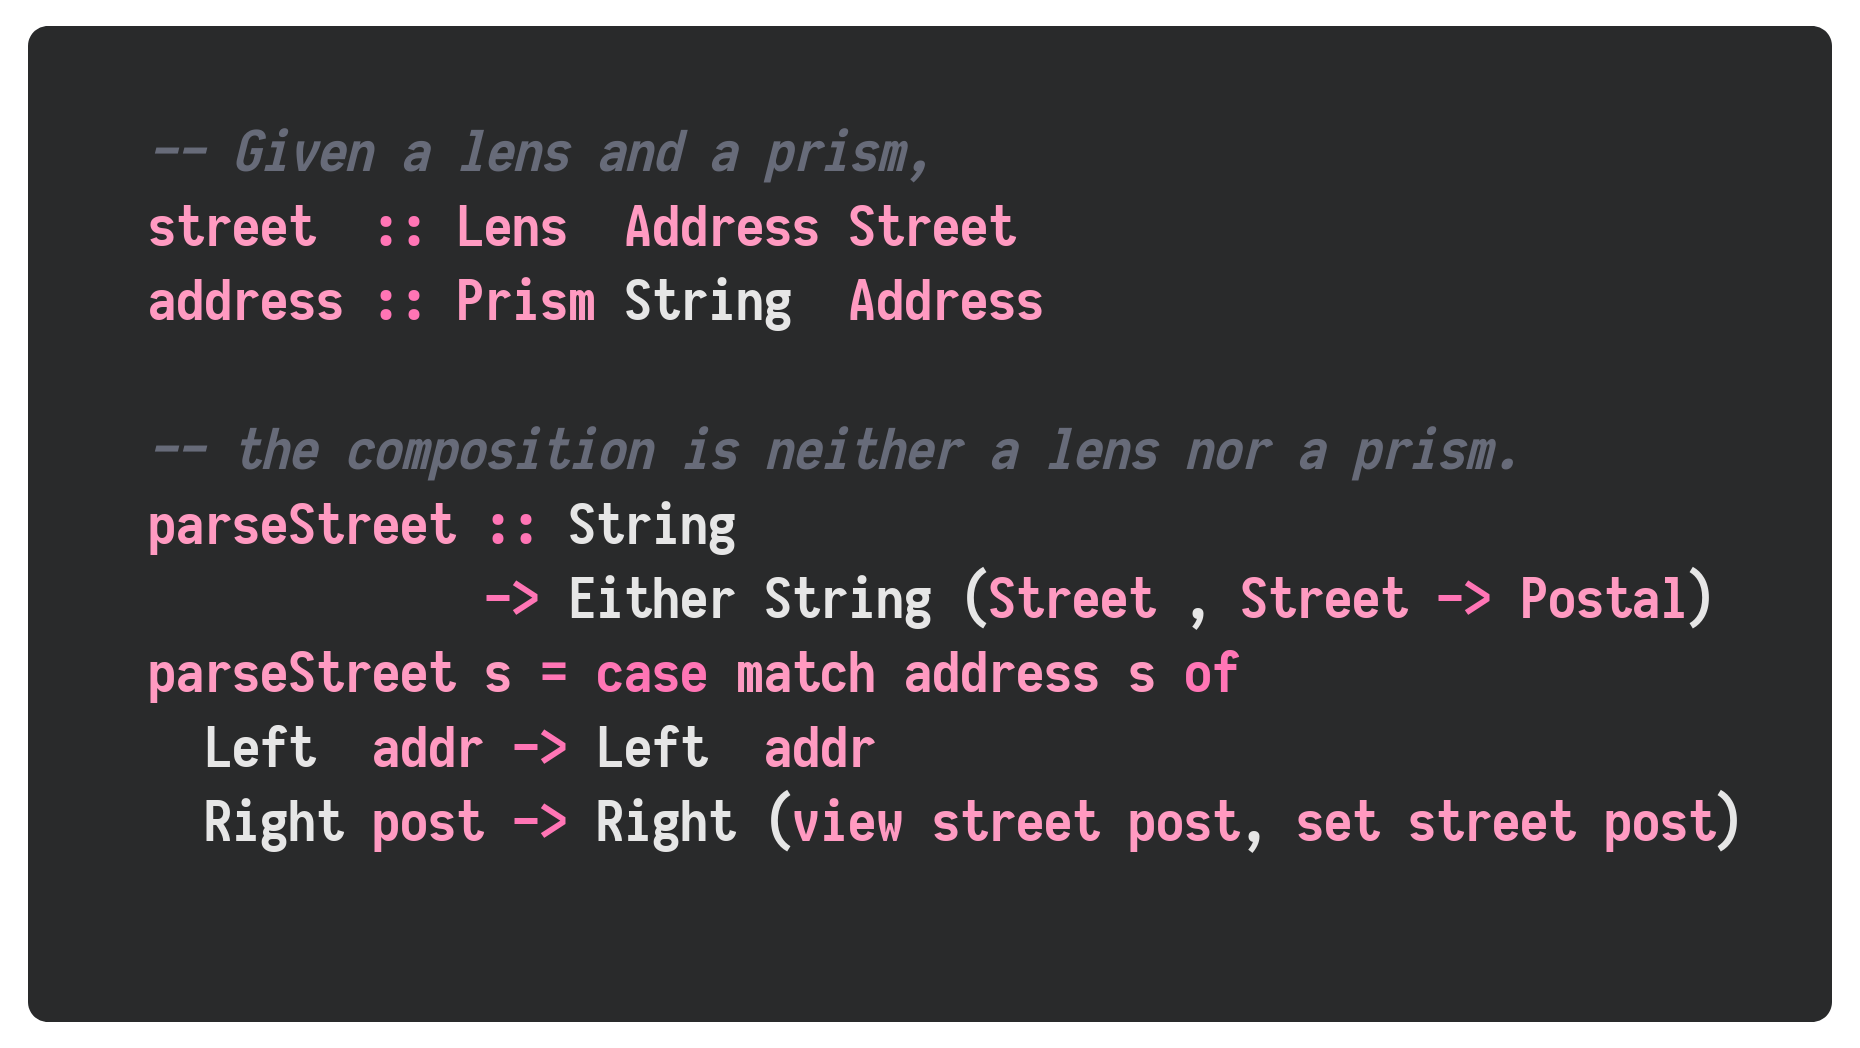 -- Given a lens and a prism,
street  :: Lens  Address Street
address :: Prism String  Address
-- the composition is neither a lens nor a prism.
parseStreet :: String
            -> Either String (Street , Street -> Postal)
parseStreet s = case match address s of
  Left  addr -> Left  addr
  Right post -> Right (view street post, set street post)